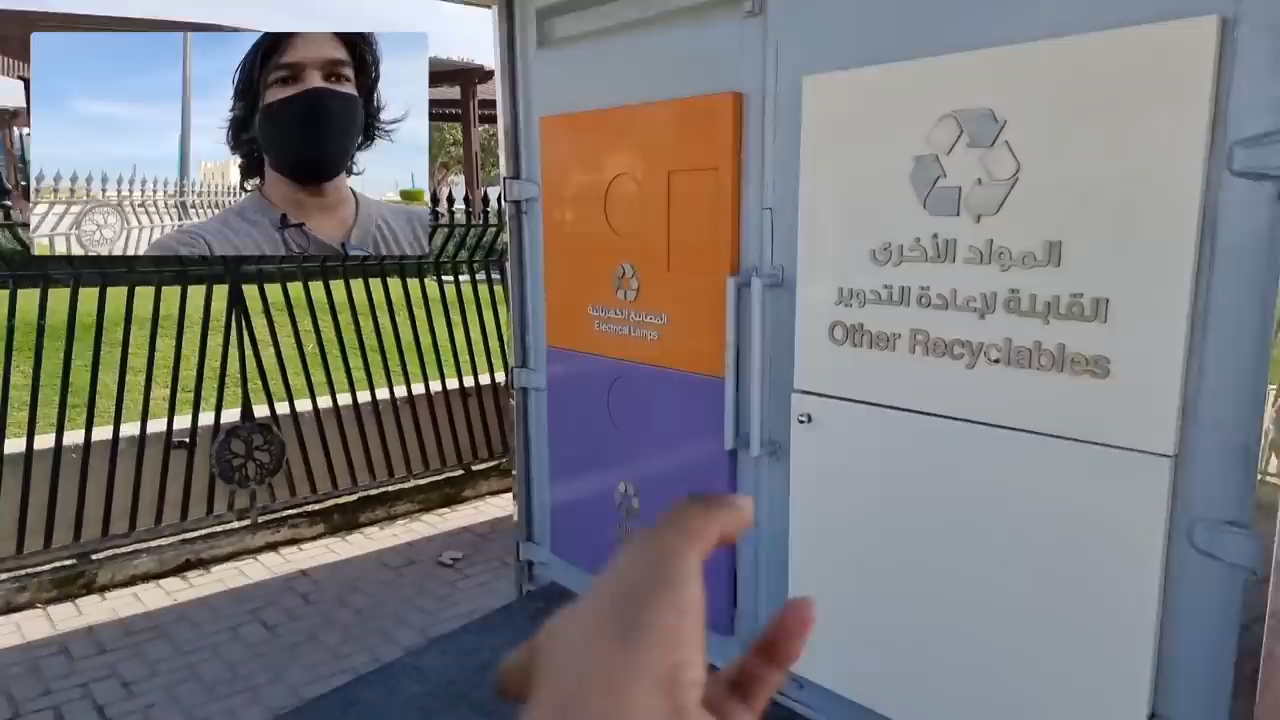 المصابيح الكهربائية
Electrical Lamps
المواد الأخرى
القابلة لإعادة التدوير
Other Recyclables